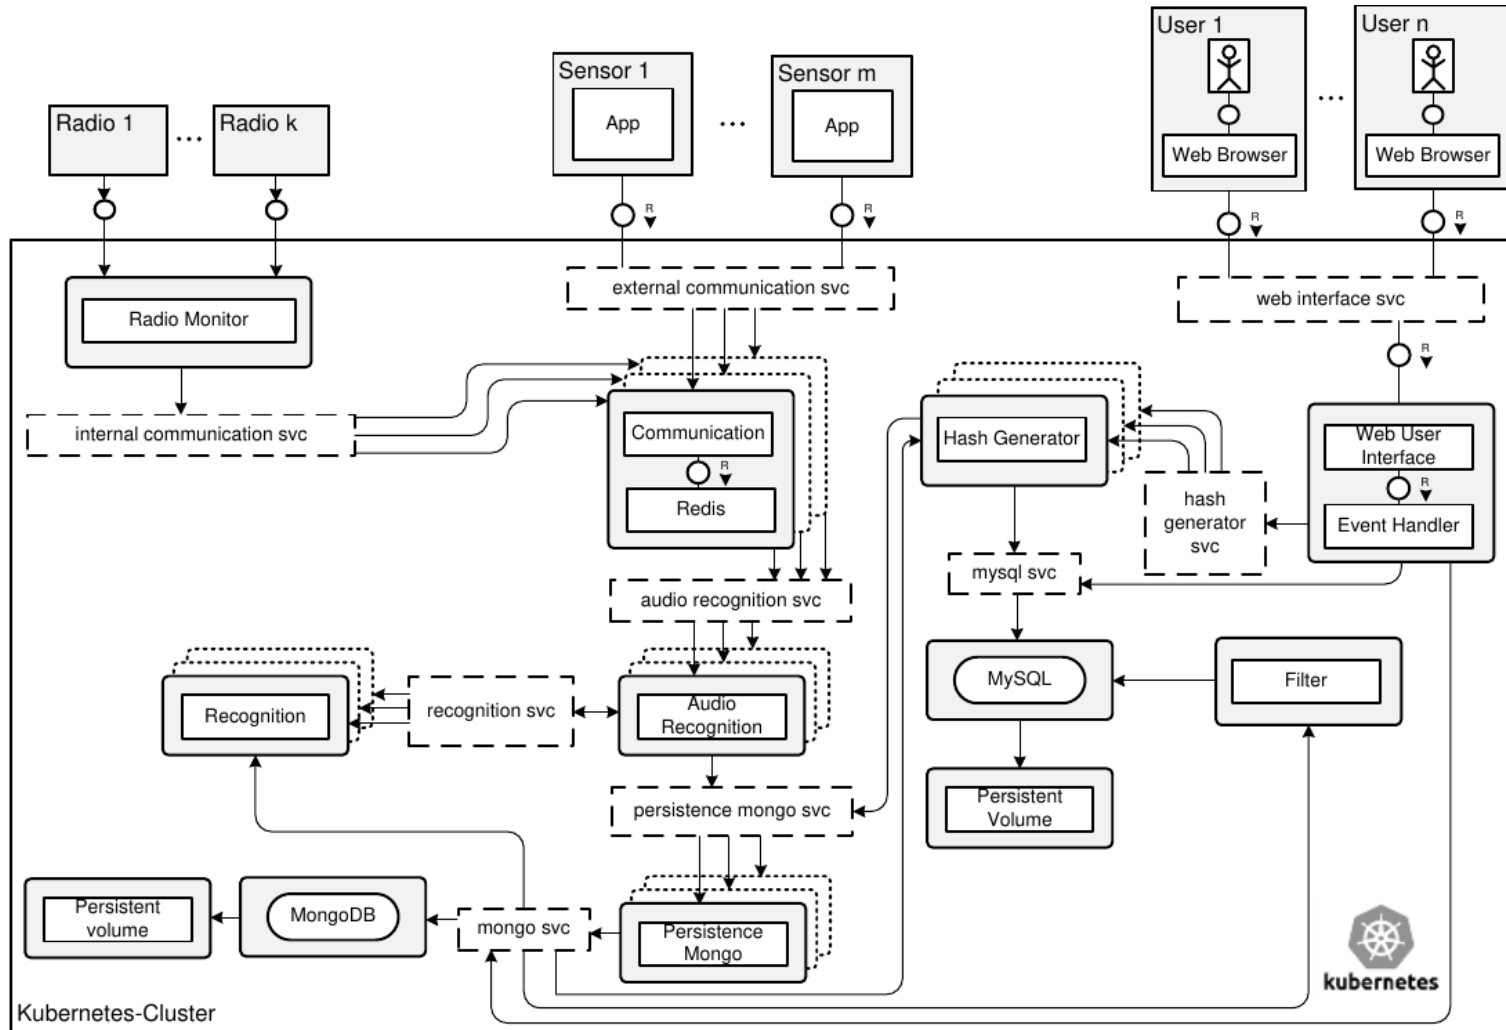 User 1
User n
Sensor 1
Sensor m
App
...
App
Radio 1
...
Radio k
...
Web Browser
Web Browser
R
R
R
R
external communication svc
web interface svc
Radio Monitor
R
internal communication svc
Communication
R
Redis
Hash Generator
Web User
Interface
R
Event Handler
hash
generator
svc
mysql svc
audio recognition svc
MySQL
Filter
Recognition
recognition svc
Audio
Recognition
persistence mongo svc
Persistent
Volume
Persistent
volume
MongoDB
mongo svc
Persistence
Mongo
kubernetes
Kubernetes-Cluster